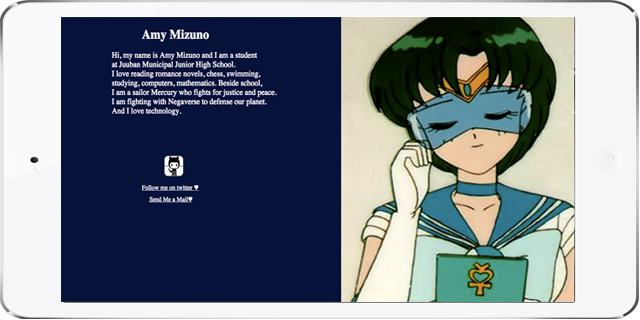 Amy Mizuno
Hi, my name is Apy Mizuno and I am a student
at Juuban Municipal Junior High School.
I love reading romance novels, chess, swimming,
studying, computers, mathematics. Beside school,
I am a sailor Mercury who fights for justice and peace.
I am fighting with Negaverse to defense our planet.
And I love technology.
Follow me on twitter ♥
Send Me a Mail♥